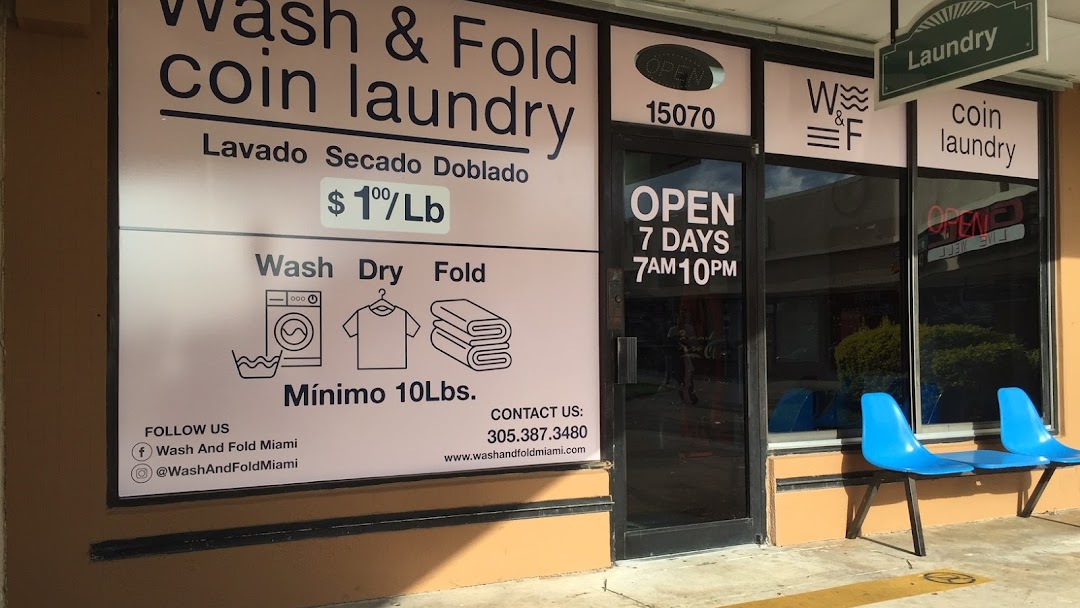 Wash & Fold
coin laundry
Lavado Secado Doblado
$ 1.00/Lb
Wash Dry Fold
Mínimo 10Lbs.
FOLLOW US
Wash And Fold Miami
@WashAndFoldMiami
CONTACT US:
305.387.3480
www.washandfoldmiami.com
OPEN
15070
OPEN
7 DAYS
7AM 10PM
W
&
F
coin
laundry
Laundry
OPEN